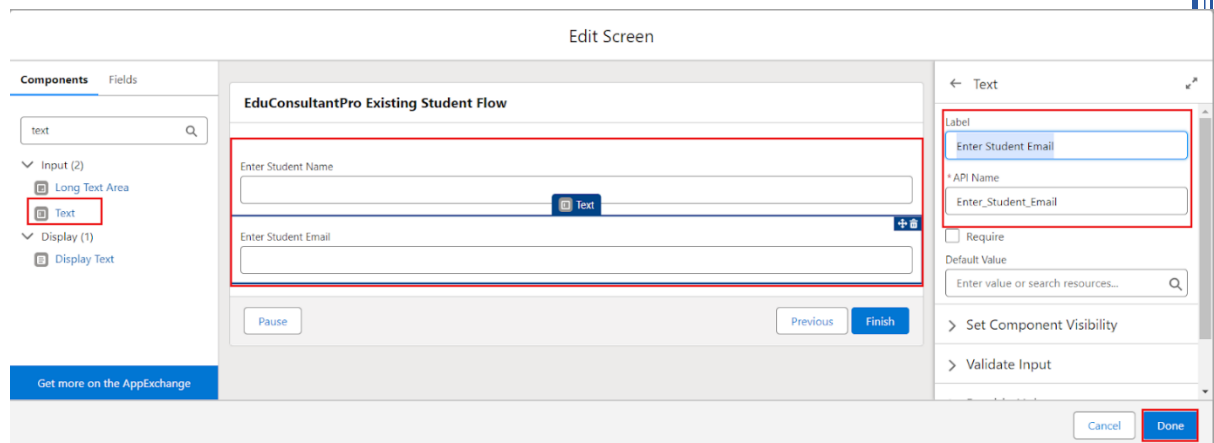 Edit Screen
Components Fields
text
Input (2)
Long Text Area
Text
Display (1)
Display Text
Get more on the AppExchange
EduConsultantPro Existing Student Flow
Enter Student Name
Text
Enter Student Email
Pause
Previous
Finish
Text
Label
Enter Student Email
* API Name
Enter_Student_Email
Require
Default Value
Enter value or search resources...
Set Component Visibility
Validate Input
Cancel
Done